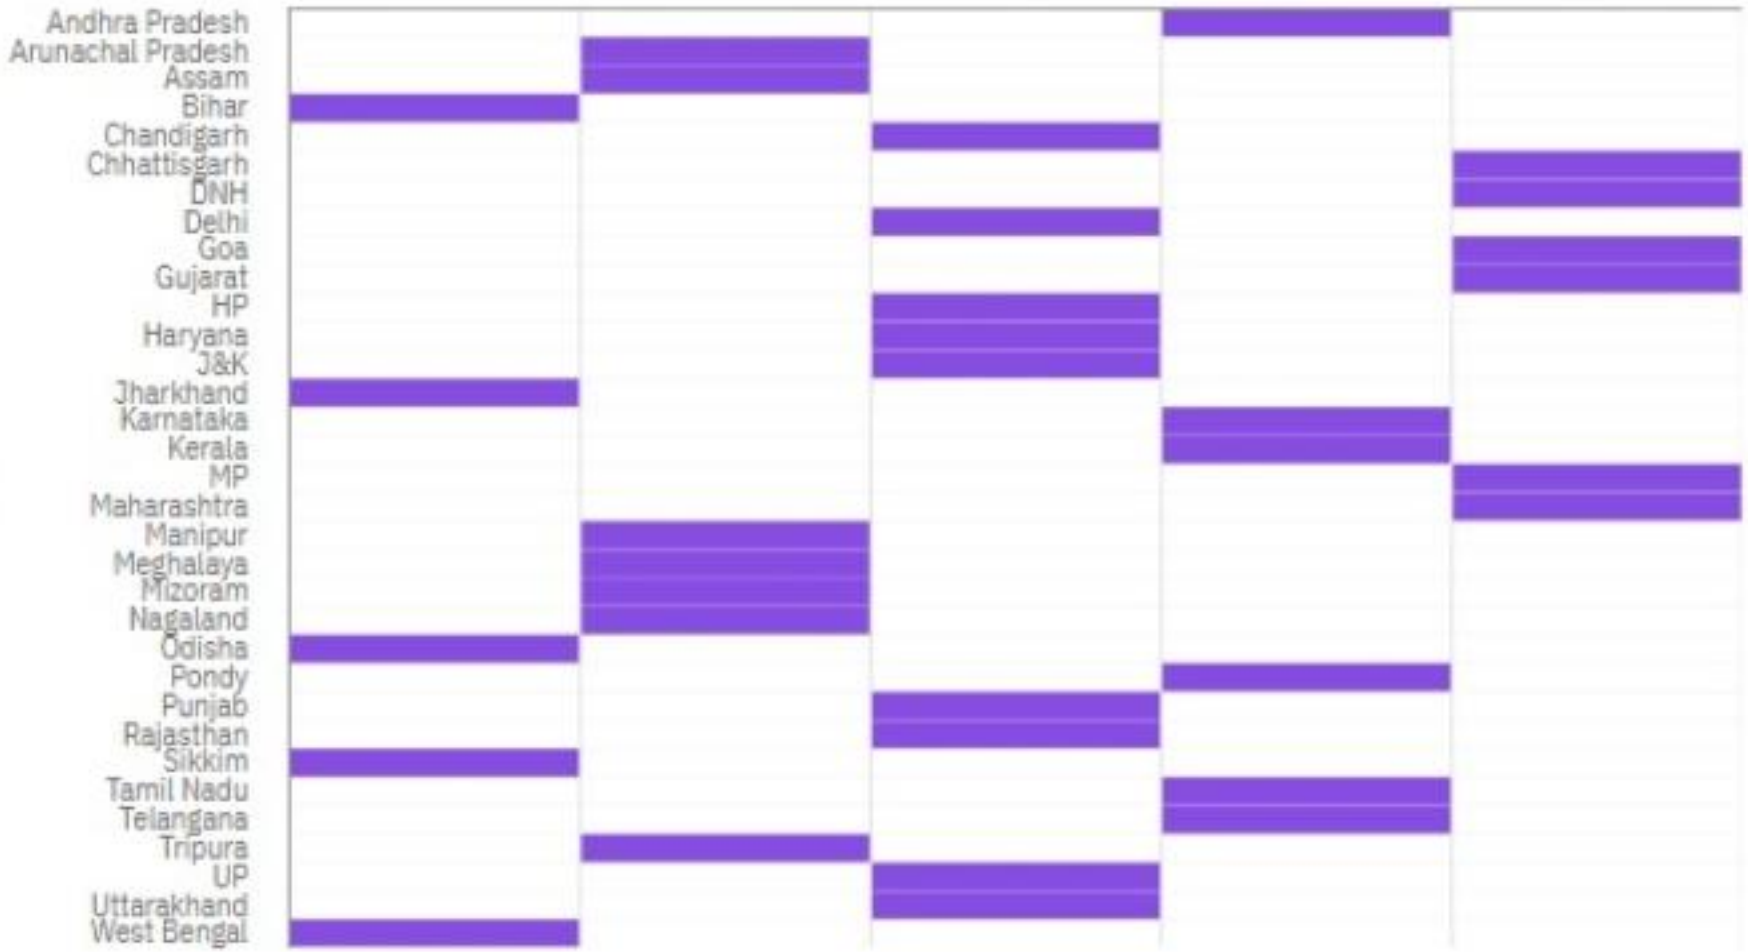 Andhra Pradesh
Arunachal Pradesh
Assam
Bihar
Chandigarh
Chhattisgarh
DNH
Delhi
Goa
Gujarat
HP
Haryana
J&K
Jharkhand
Karnataka
Kerala
MP
Maharashtra
Manipur
Meghalaya
Mizoram
Nagaland
Odisha
Pondy
Punjab
Rajasthan
Sikkim
Tamil Nadu
Telangana
Tripura
UP
Uttarakhand
West Bengal